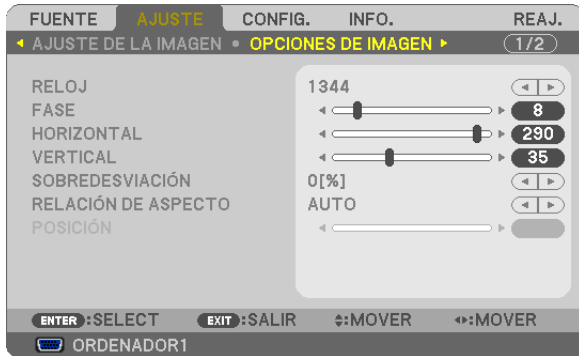 FUENTE AJUSTE CONFIG. INFO. REAJ.
AJUSTE DE LA IMAGEN OPCIONES DE IMAGEN 1/2
RELOJ 1344
FASE 8
HORIZONTAL 290
VERTICAL 35
SOBREDESVIACIÓN 0[%]
RELACIÓN DE ASPECTO AUTO
POSICIÓN
ENTER:SELECT EXIT:SALIR :MOVER :MOVER
ORDENADOR1